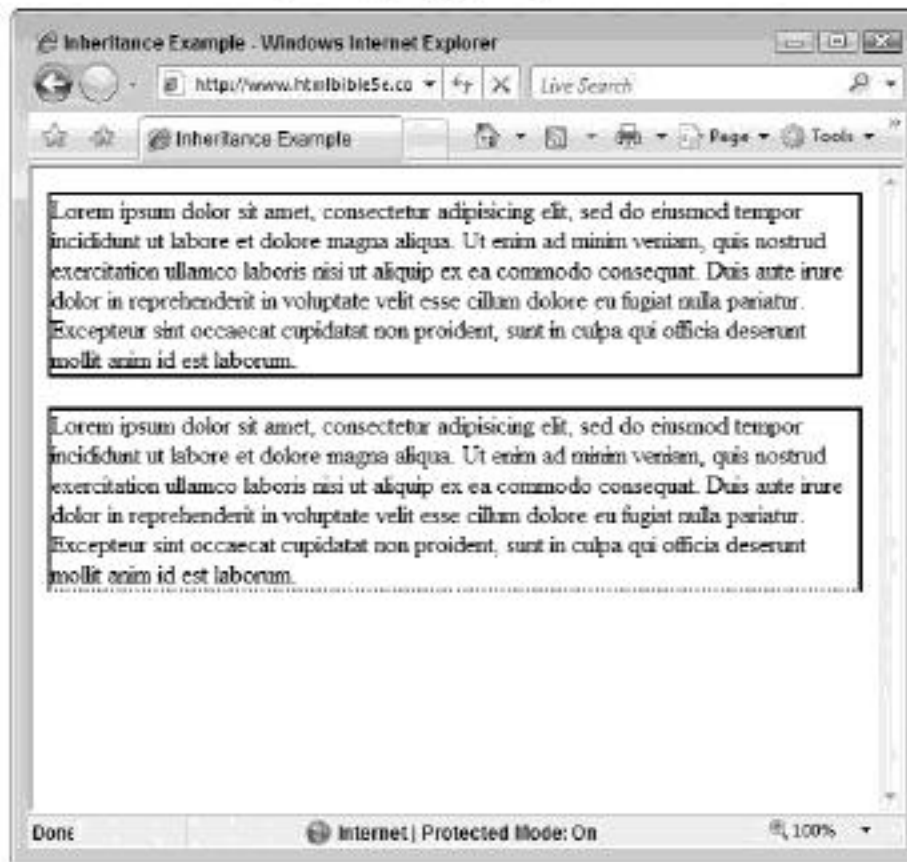 Inheritance Example - Windows Internet Explorer
http://www.htmlbible5e.co
Live Search
Inheritance Example
Page
Tools
Lorem ipsum dolor sit amet, consectetur adipisicing elit, sed do eiusmod tempor
incididunt ut labore et dolore magna aliqua. Ut enim ad minim veniam, quis nostrud
exercitation ullamco laboris nisi ut aliquip ex ea commodo consequat. Duis aute irure
dolor in reprehenderit in voluptate velit esse cillum dolore eu fugiat nulla pariatur.
Excepteur sint occaecat cupidatat non proident, sunt in culpa qui officia deserunt
mollit anim id est laborum.
Lorem ipsum dolor sit amet, consectetur adipisicing elit, sed do eiusmod tempor
incididunt ut labore et dolore magna aliqua. Ut enim ad minim veniam, quis nostrud
exercitation ullamco laboris nisi ut aliquip ex ea commodo consequat. Duis aute irure
dolor in reprehenderit in voluptate velit esse cillum dolore eu fugiat nulla pariatur.
Excepteur sint occaecat cupidatat non proident, sunt in culpa qui officia deserunt
mollit anim id est laborum.
Done
Internet | Protected Mode: On
100%